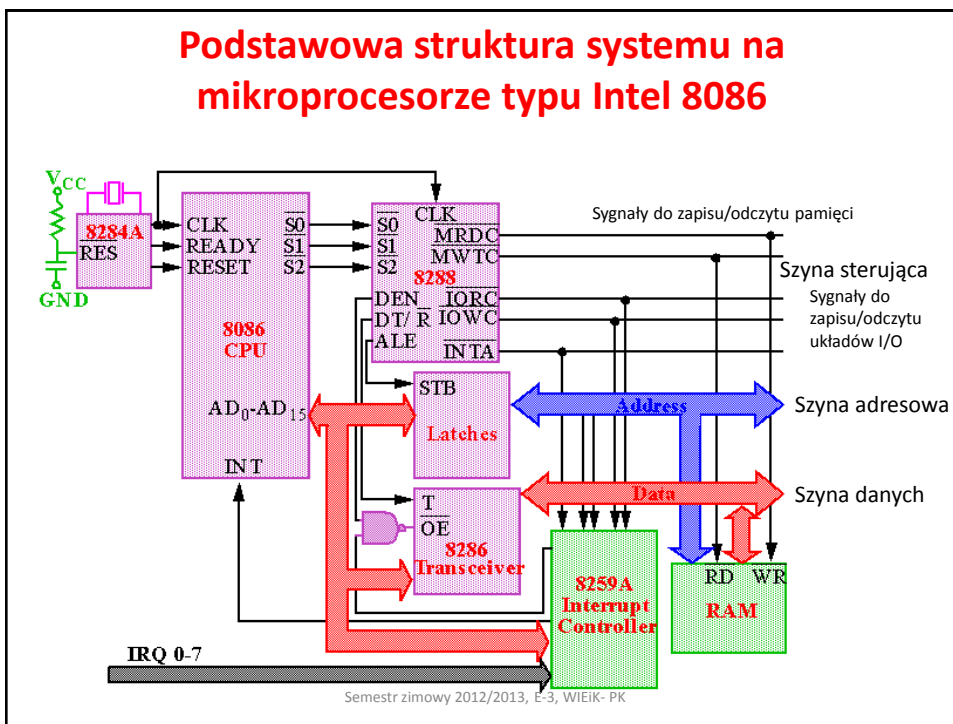 Podstawowa struktura systemu na
mikroprocesorze typu Intel 8086
VCC
8284A
RES
GND
CLK
READY
RESET
S0
S1
S2
8086
CPU
AD0-AD15
INT
CLK
S0
S1
S2
8288
MRDC
MWTC
DEN
DT/ R
ALE
IORC
IOWC
INTA
Sygnały do zapisu/odczytu pamięci
Szyna sterująca
Sygnały do
zapisu/odczytu
układów I/O
STB
Latches
Address
Szyna adresowa
T
OE
8286
Transceiver
Data
Szyna danych
8259A
Interrupt
Controller
RD WR
RAM
IRQ 0-7
Semestr zimowy 2012/2013, E-3, WIEiK- PK